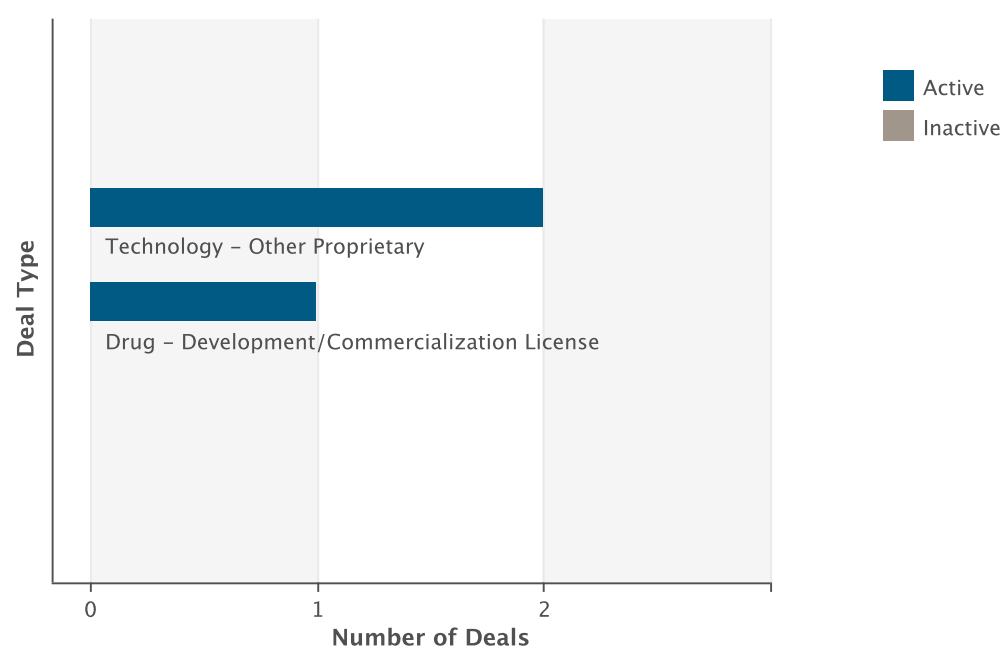 Active
Inactive
Technology – Other Proprietary
Drug – Development/Commercialization License
Deal Type
0 1 2
Number of Deals